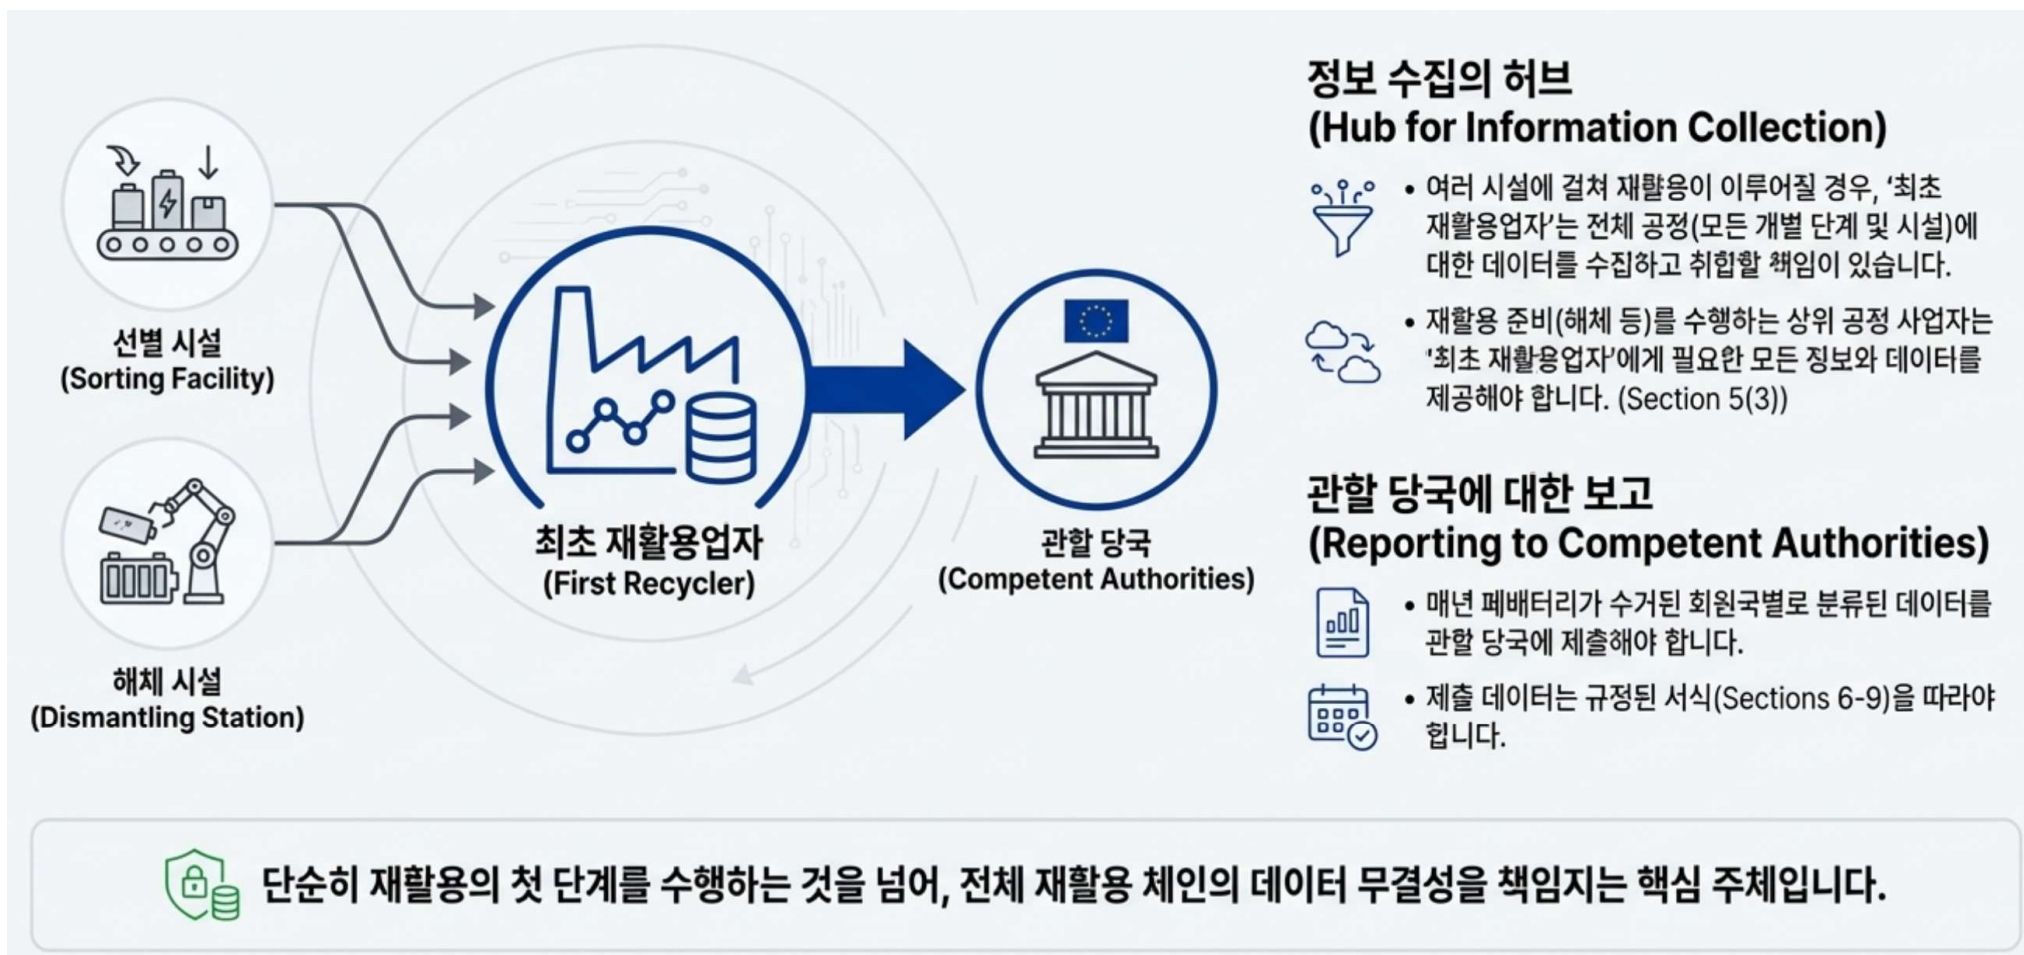 선별 시설
(Sorting Facility)
해체 시설
(Dismantling Station)
최초 재활용업자
(First Recycler)
관할 당국
(Competent Authorities)
정보 수집의 허브
(Hub for Information Collection)
• 여러 시설에 걸쳐 이루어질 경우, ‘최초
재활용업자’는 전체 공정(모든 개별 단계 및 시설)에
대한 데이터를 수집하고 취합할 책임이 있습니다.
• 재활용 준비(해체 등)를 수행하는 상위 공정 사업자는
'최초 재활용업자'에게 필요한 모든 정보와 데이터를
제공해야 합니다. (Section 5(3))
관할 당국에 대한 보고
(Reporting to Competent Authorities)
• 매년 폐배터리가 수거된 회원국별로 분류된 데이터를
관할 당국에 제출해야 합니다.
• 제출 데이터는 규정된 서식(Sections 6-9)을 따라야
힙니다.
단순히 재활용의 첫 단계를 수행하는 것을 넘어, 전체 재활용 체인의 데이터 무결성을 책임지는 핵심 주체입니다.